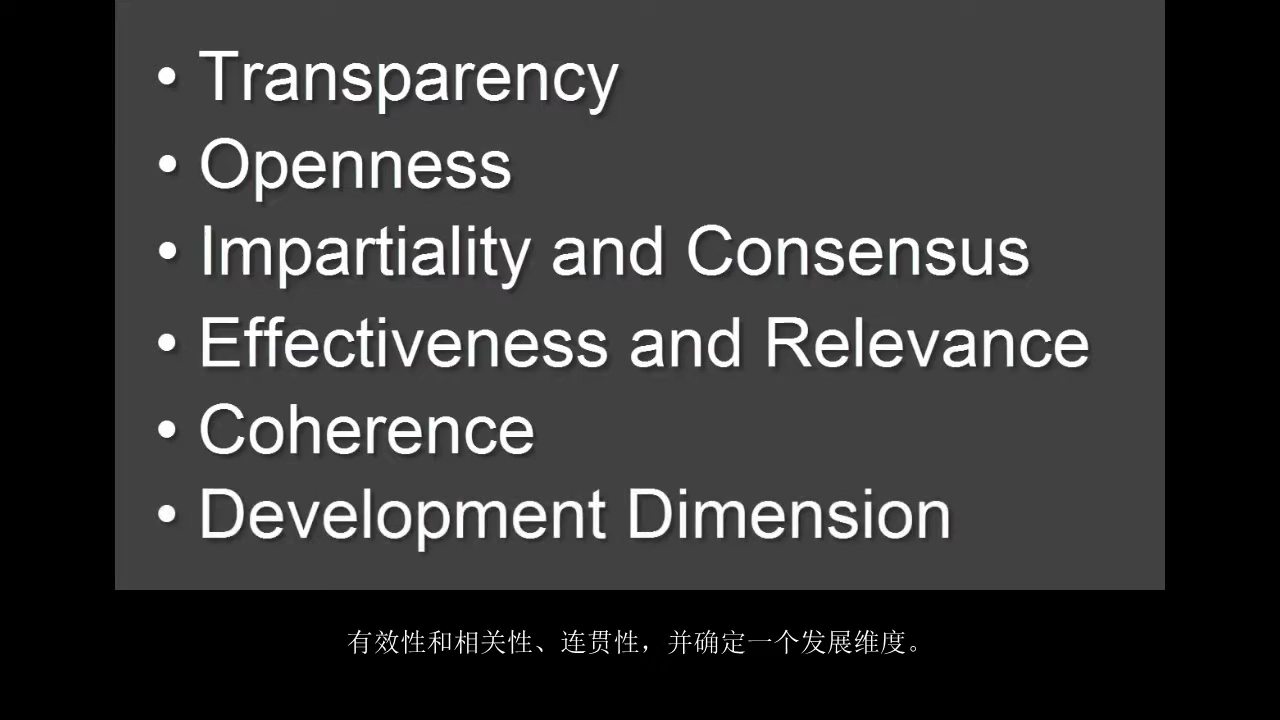 • Transparency
• Openness
• Impartiality and Consensus
• Effectiveness and Relevance
• Coherence
• Development Dimension
有效性和相关性、连贯性，并确定一个发展维度。